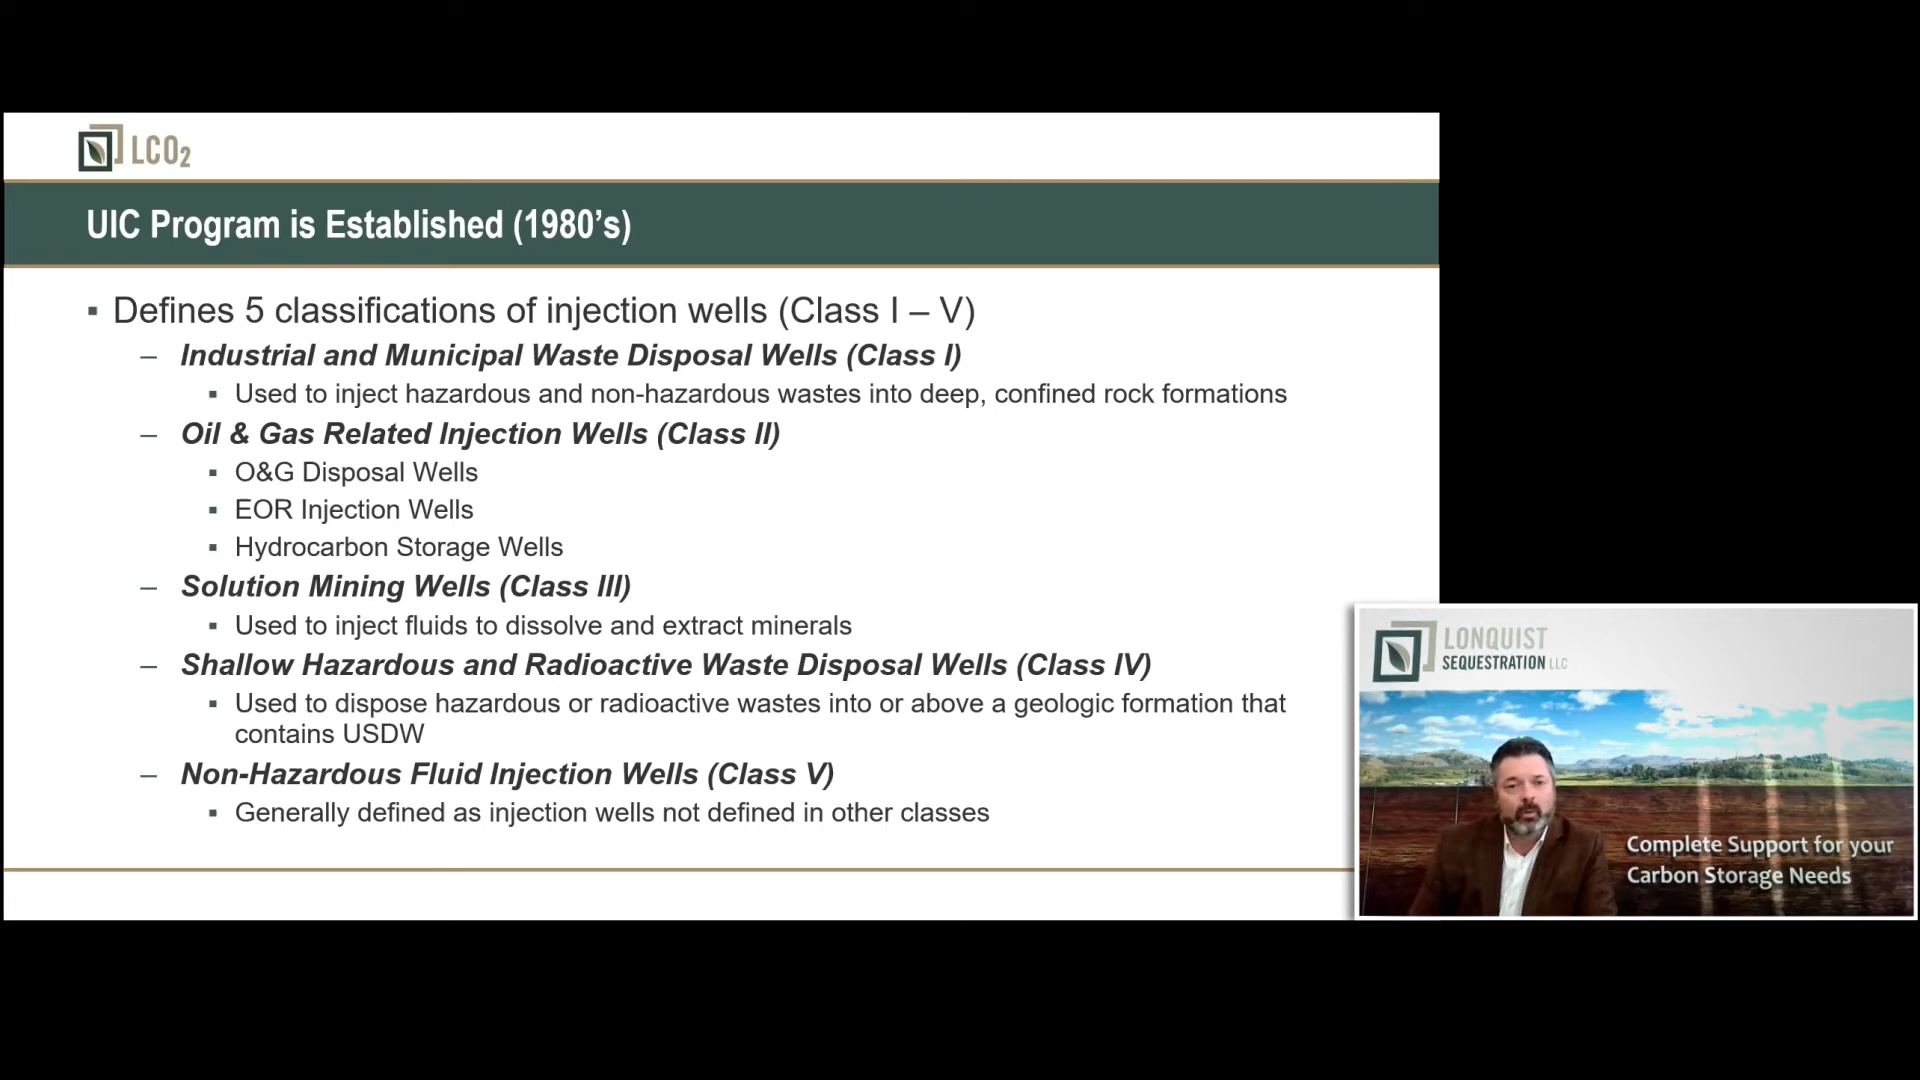 LCO2
UIC Program is Established (1980’s)
▪ Defines 5 classifications of injection wells (Class I – V)
– Industrial and Municipal Waste Disposal Wells (Class I)
▪ Used to inject hazardous and non-hazardous wastes into deep, confined rock formations
– Oil & Gas Related Injection Wells (Class II)
▪ O&G Disposal Wells
▪ EOR Injection Wells
▪ Hydrocarbon Storage Wells
– Solution Mining Wells (Class III)
▪ Used to inject fluids to dissolve and extract minerals
– Shallow Hazardous and Radioactive Waste Disposal Wells (Class IV)
▪ Used to dispose hazardous or radioactive wastes into or above a geologic formation that
contains USDW
– Non-Hazardous Fluid Injection Wells (Class V)
▪ Generally defined as injection wells not defined in other classes
LONQUIST
SEQUESTRATION LLC
Complete Support for your
Carbon Storage Needs